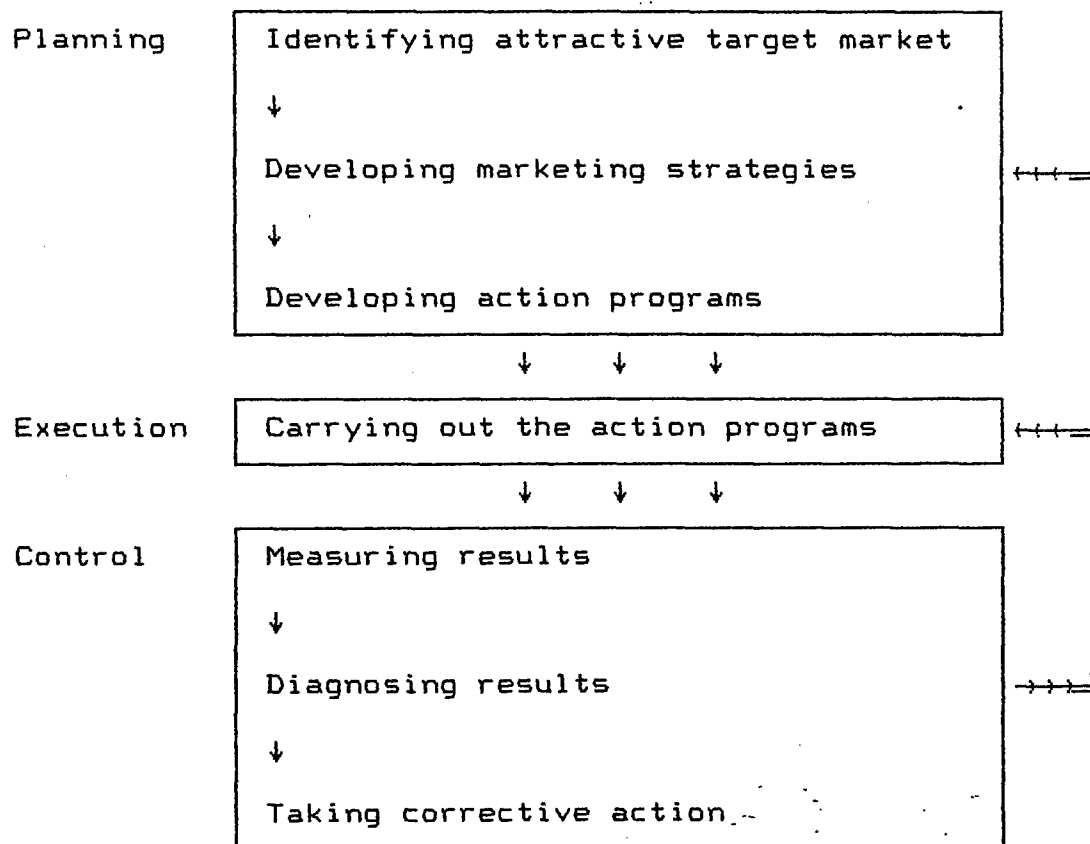 Planning Identifying attractive target market
↓
Developing marketing strategies
↓
Developing action programs
↓ ↓ ↓
Execution Carrying out the action programs
↓ ↓ ↓
Control Measuring results
↓
Diagnosing results
↓
Taking corrective action